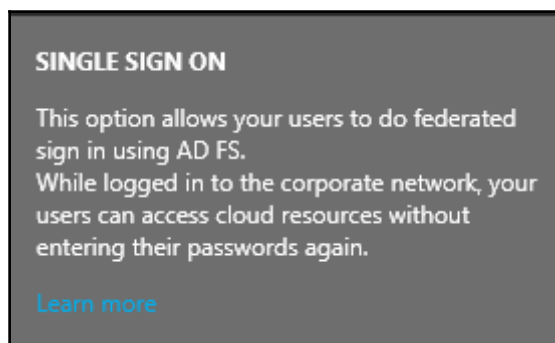 SINGLE SIGN ON
This option allows your users to do federated
sign in using AD FS.
While logged in to the corporate network, your
users can access cloud resources without
entering their passwords again.
Learn more